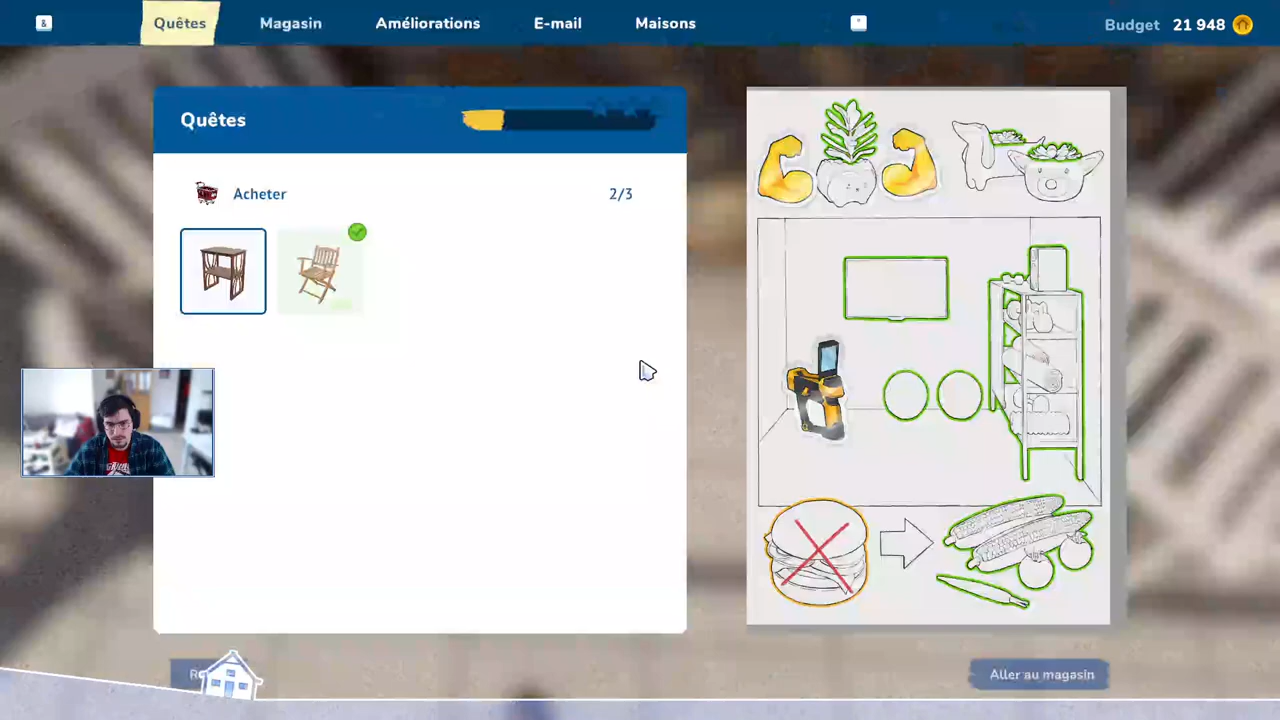 &
Quêtes
Magasin
Améliorations
E-mail
Maisons
"
Budget 21 948
Quêtes
Acheter
2/3
Aller au magasin